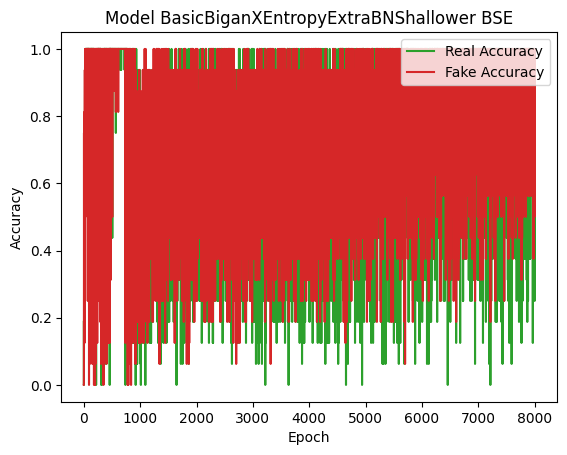 Model BasicBiganXEntropyExtraBNShallower BSE
Real Accuracy
Fake Accuracy
1.0
0.8
0.6
0.4
0.2
0.0
Accuracy
0 1000 2000 3000 4000 5000 6000 7000 8000
Epoch